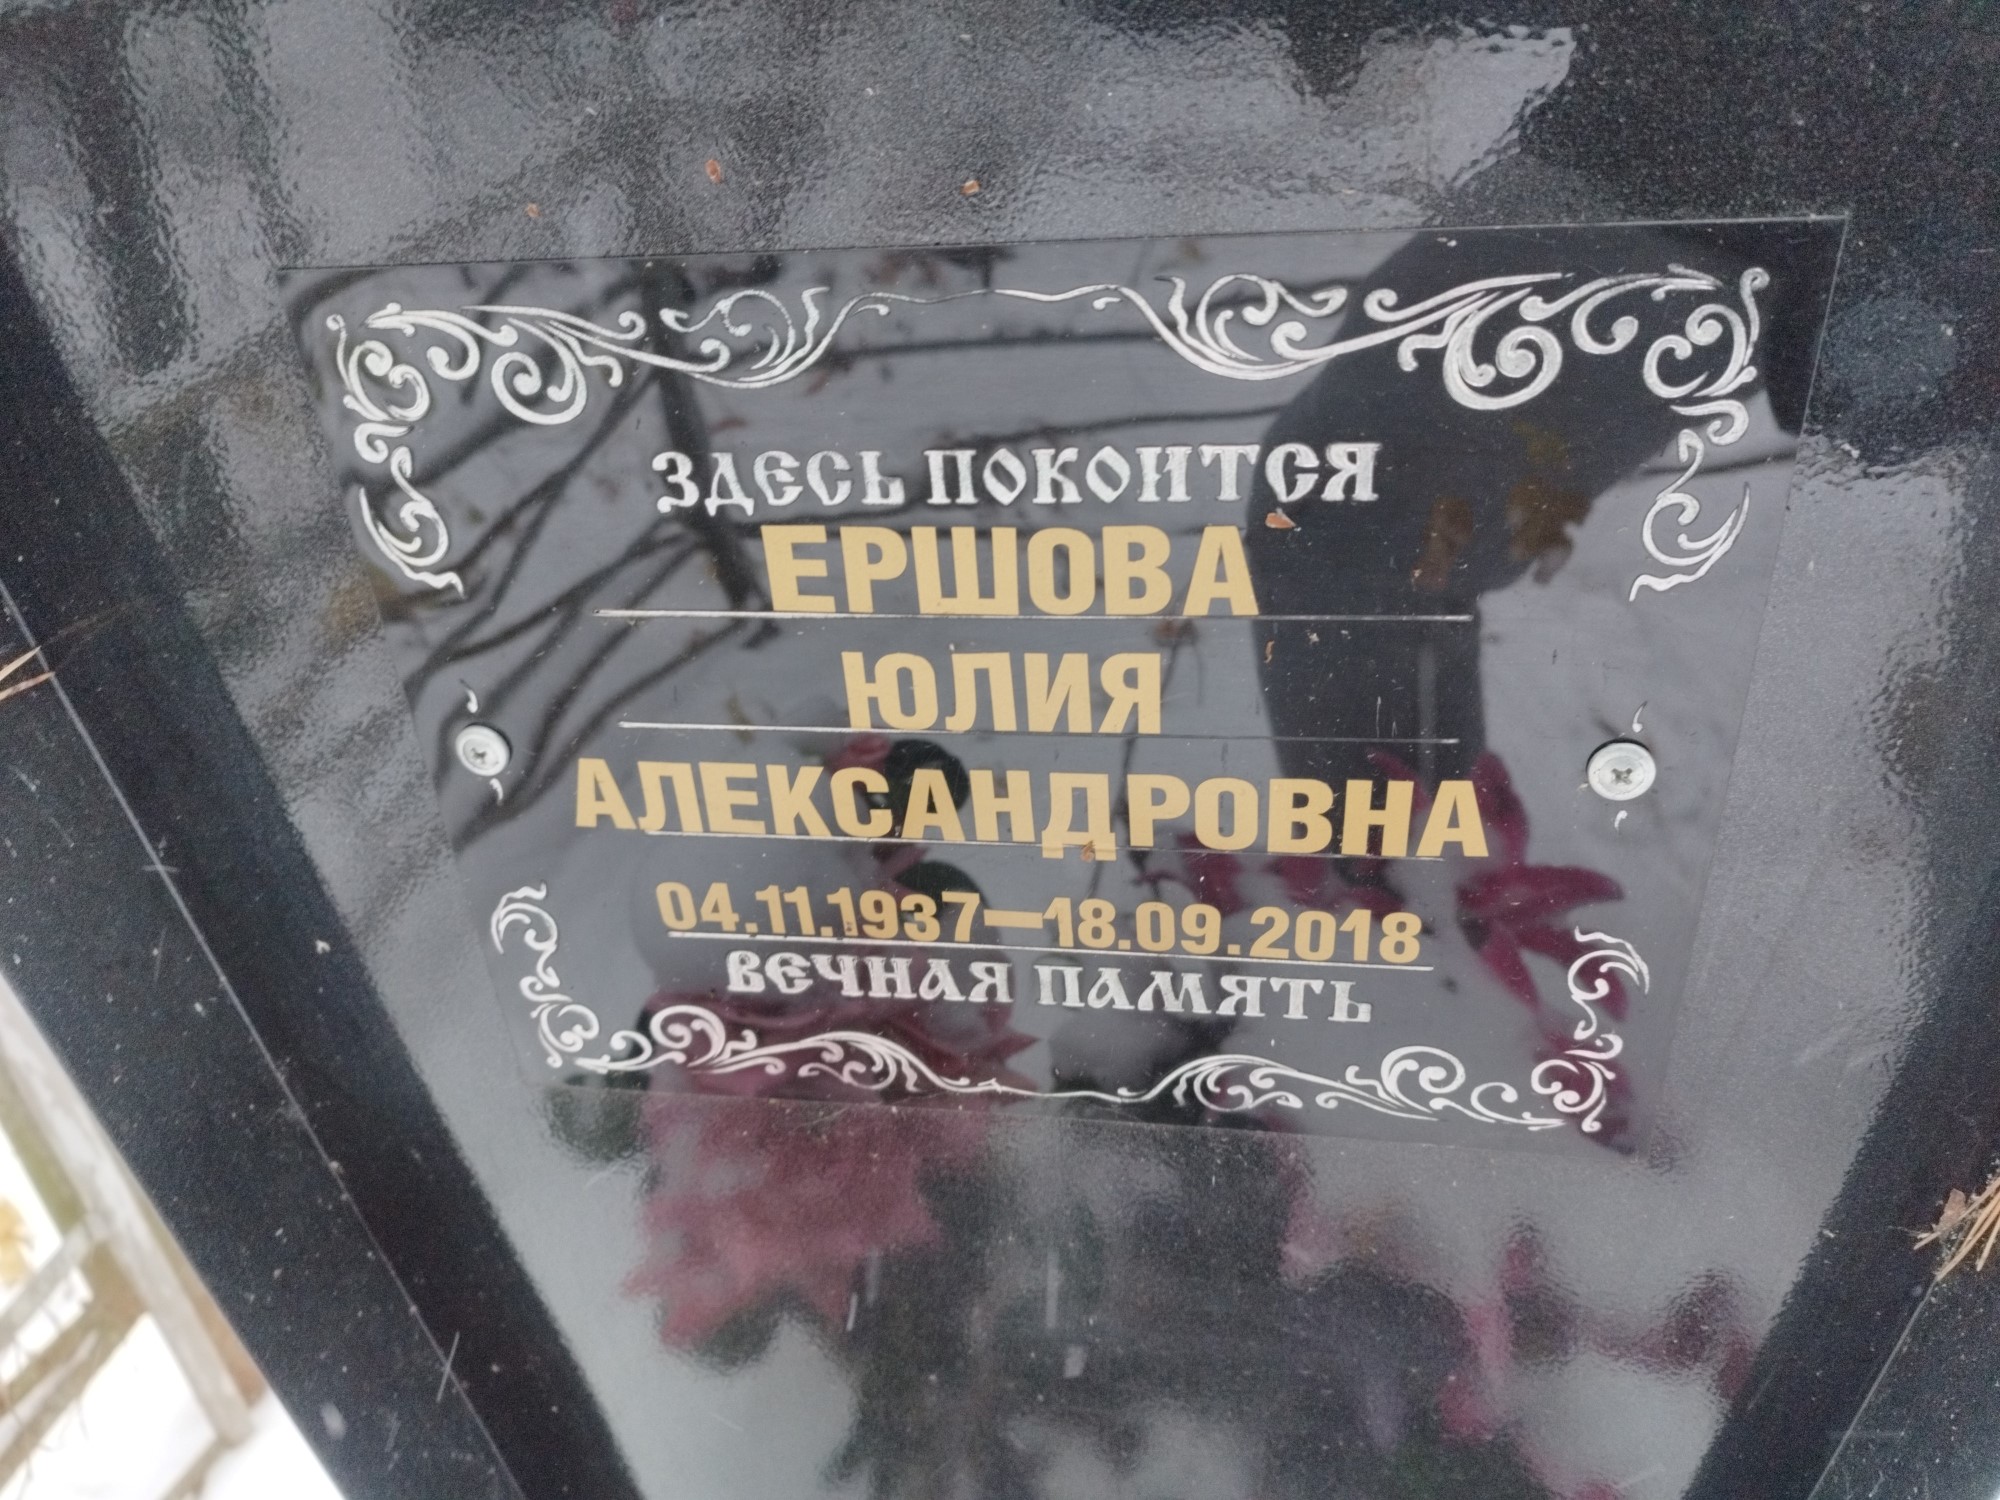 ЗДЕСЬ ПОКОИТСЯ
ЕРШОВА
ЮЛИЯ
АЛЕКСАНДРОВНА
04.11.1937—18.09.2018
ВЕЧНАЯ ПАМЯТЬ